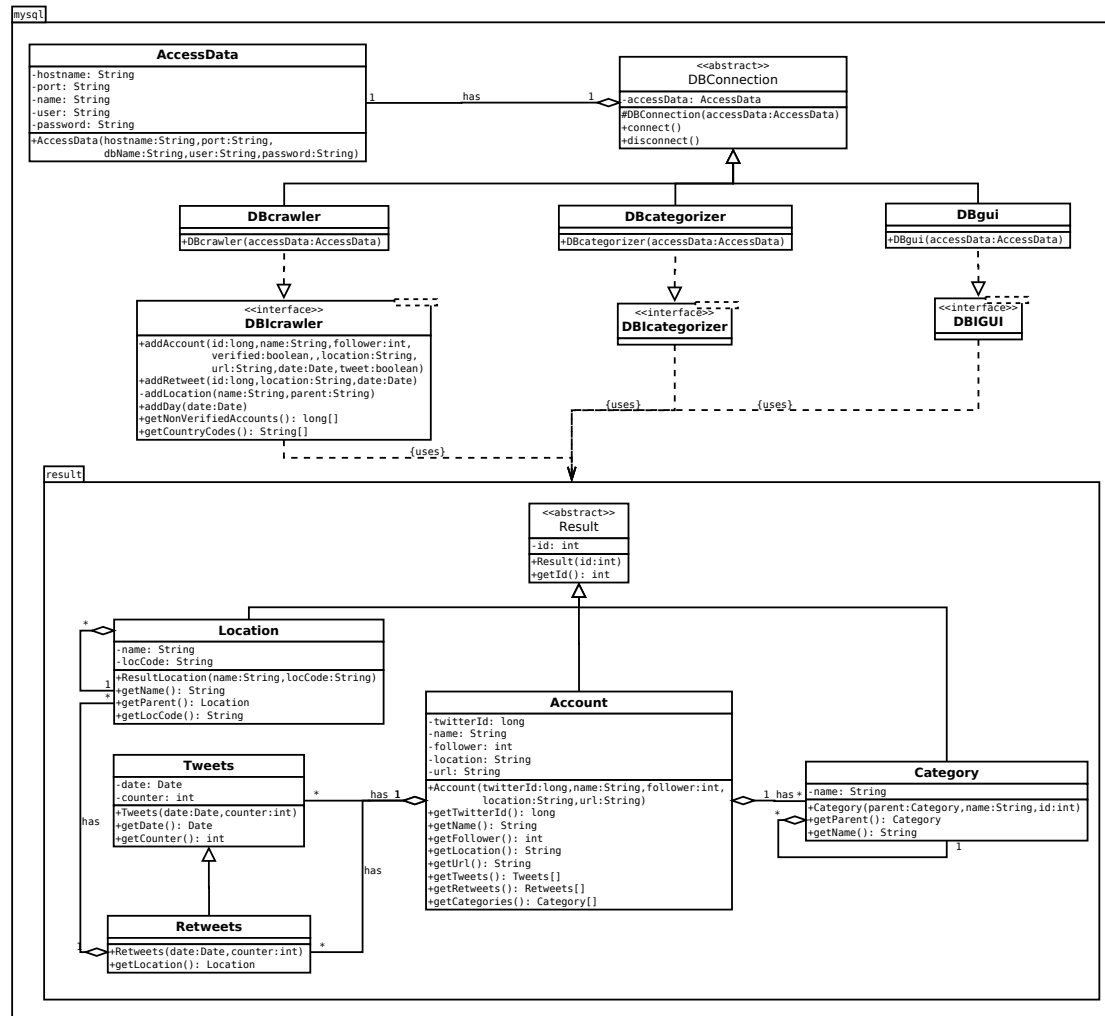 mysql
AccessData
-hostname: String
-port: String
-name: String
-user: String
-password: String
+AccessData(hostname:String,port:String,
dbName:String,user:String,password:String)
1
has
1
<<abstract>>
DBConnection
-accessData: AccessData
#DBConnection(accessData:AccessData)
+connect()
+disconnect()
DBcrawler
+DBcrawler(accessData:AccessData)
DBcategorizer
+DBcategorizer(accessData:AccessData)
DBgui
+DBgui(accessData:AccessData)
<<interface>>
DBIcrawler
+addAccount(id:long,name:String,follower:int,
verified:boolean,,location:String,
url:String,date:Date,tweet:boolean)
+addRetweet(id:long,location:String,date:Date)
-addLocation(name:String,parent:String)
+addDay(date:Date)
+getNonVerifiedAccounts(): long[]
+getCountryCodes(): String[]
<<interface>>
DBIcategorizer
<<interface>>
DBIGUI
{uses}
{uses}
{uses}
result
<<abstract>>
Result
-id: int
+Result(id:int)
+getId(): int
*
1
*
Location
-name: String
-locCode: String
+ResultLocation(name:String,locCode:String)
+getName(): String
+getParent(): Location
+getLocCode(): String
has
Tweets
-date: Date
-counter: int
+Tweets(date:Date,counter:int)
+getDate(): Date
+getCounter(): int
*
has 1
has
Account
-twitterId: long
-name: String
-follower: int
-location: String
-url: String
+Account(twitterId:long,name:String,follower:int,
location:String,url:String)
+getTwitterId(): long
+getName(): String
+getFollower(): int
+getLocation(): String
+getUrl(): String
+getTweets(): Tweets[]
+getRetweets(): Retweets[]
+getCategories(): Category[]
1 has *
Category
-name: String
+Category(parent:Category,name:String,id:int)
+getParent(): Category
+getName(): String
*
1
1
Retweets
+Retweets(date:Date,counter:int)
+getLocation(): Location
*